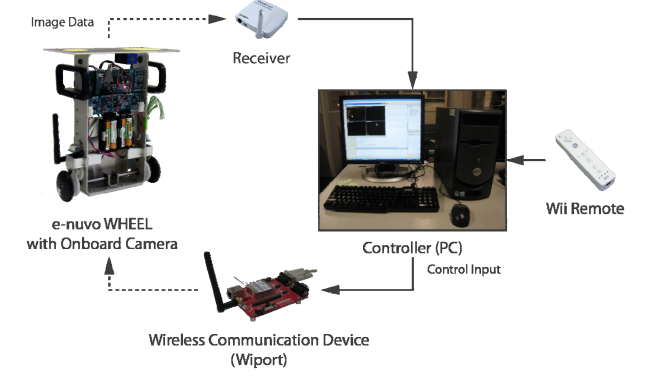 Image Data
Receiver
e-nuvo WHEEL
with Onboard Camera
Controller (PC)
Wii Remote
Control Input
Wireless Communication Device
(Wiport)